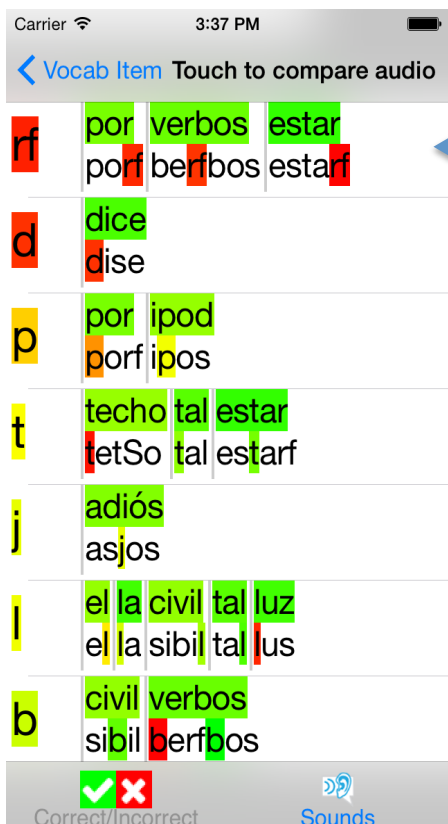 Carrier 3:37 PM
Vocab Item Touch to compare audio
rf
por verbos estar
porf berfbos estarf
d
dice
dise
p
por ipod
porf ipos
t
techo tal estar
tetSo tal estarf
j
adiós
asjos
l
el la civil tal luz
el la sibil tal lus
b
civil verbos
sibil berfbos
Correct/Incorrect Sounds